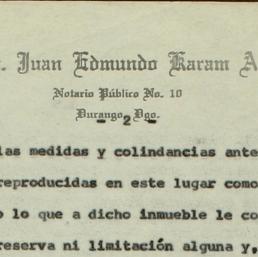 . Juan Edmundo Karam A
Notario Público No. 10
Durango, Dgo.
- 2 -
las medidas y colindancias ante
reproducidas en este lugar como
o lo que a dicho inmueble le co
reserva ni limitación alguna y,